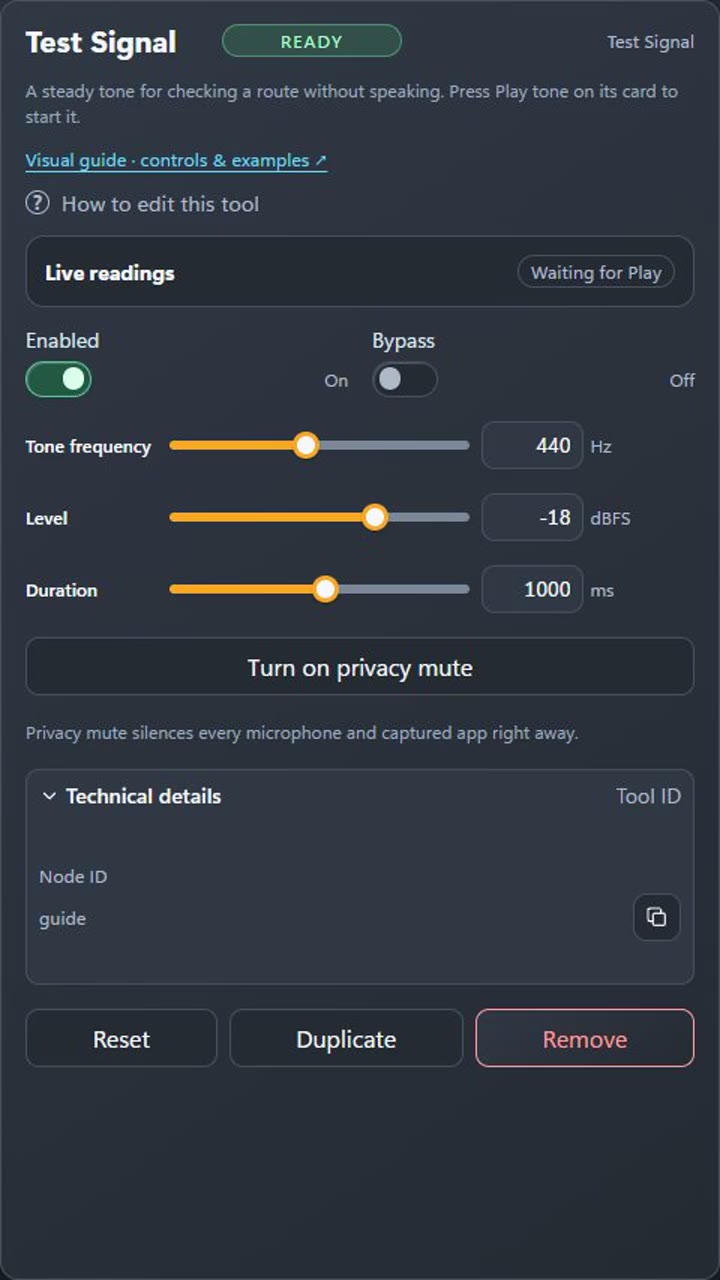 Test Signal READY Test Signal
A steady tone for checking a route without speaking. Press Play tone on its card to
start it.
Visual guide · controls & examples ↗
? How to edit this tool
Live readings Waiting for Play
Enabled Bypass
On Off
Tone frequency 440 Hz
Level -18 dBFS
Duration 1000 ms
Turn on privacy mute
Privacy mute silences every microphone and captured app right away.
Technical details Tool ID
Node ID
guide
Reset Duplicate Remove